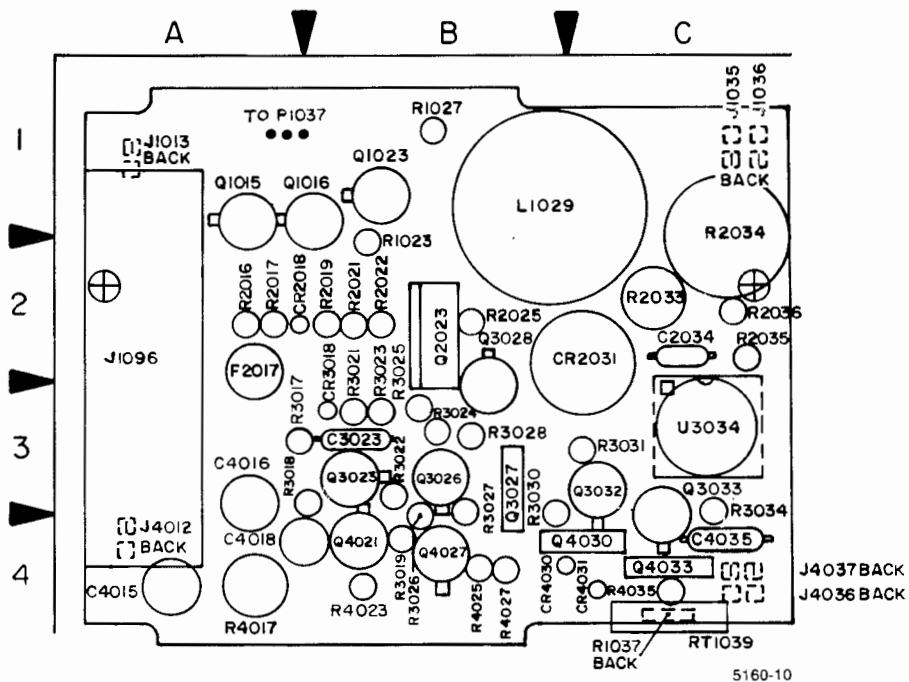 A
B
C
1
2
3
4
TO P1037
R1027
J1035
J1036
BACK
J1013
BACK
Q1015
Q1016
Q1023
R1023
L1029
R2034
R2016
R2017
CR2018
R2019
R2021
R2022
Q2023
R2025
Q3028
R2033
R2036
C2034
R2035
J1096
F2017
CR2031
R3017
CR3018
R3021
R3023
R3025
R3024
R3028
U3034
C3023
R3022
R3031
C4016
R3018
Q3023
Q3026
R3027
Q3027
R3030
Q3032
Q3033
R3034
J4012
BACK
C4018
Q4021
R3019
R3026
Q4027
Q4030
C4035
C4015
R4017
R4023
R4025
R4027
CR4030
CR4031
R4035
Q4033
J4037 BACK
J4036 BACK
R1037
BACK
RT1039
5160-10